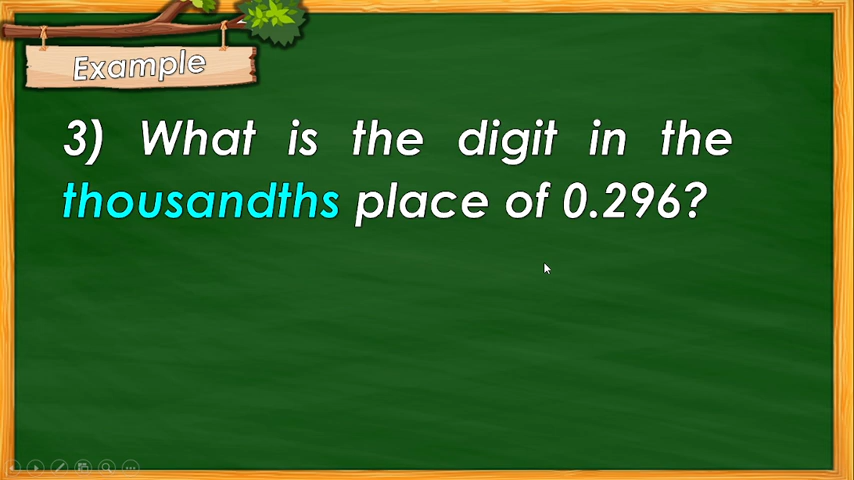 Example
3) What is the digit in the
thousandths place of 0.296?